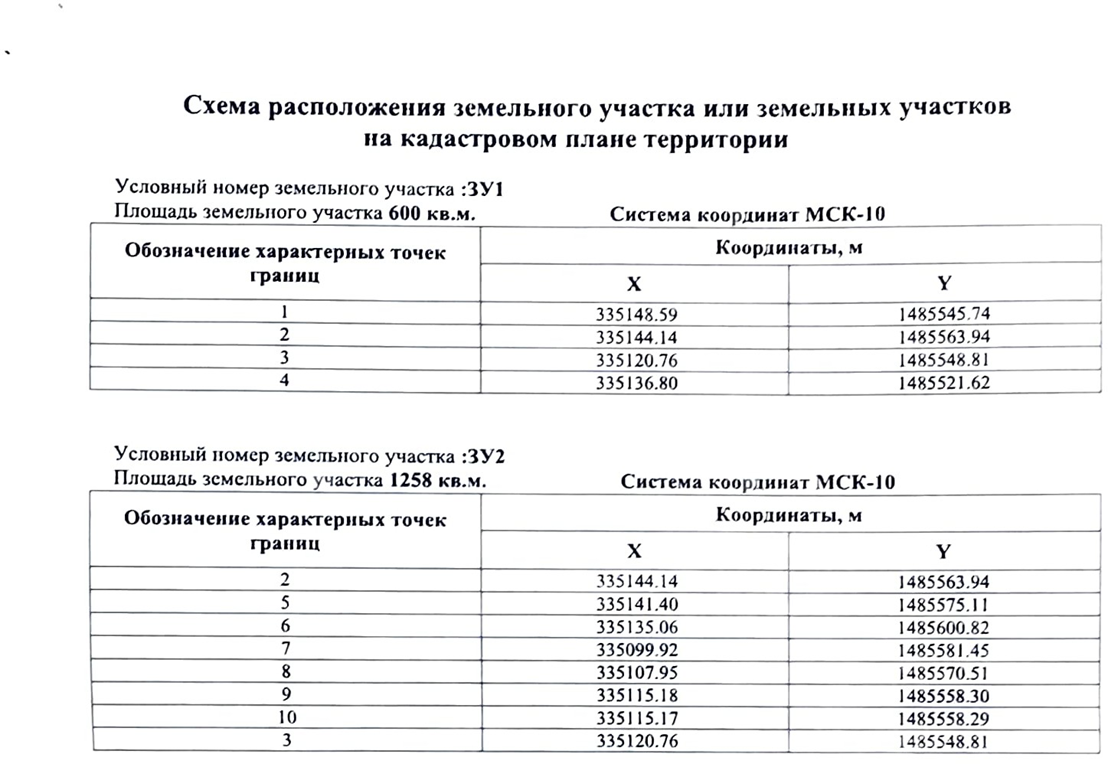 Схема расположения земельного участка или земельных участков
на кадастровом плане территории
Условный номер земельного участка :ЗУ1
Площадь земельного участка 600 кв.м. Система координат МСК-10
Обозначение характерных точек границ Координаты, м
X Y
1 335148.59 1485545.74
2 335144.14 1485563.94
3 335120.76 1485548.81
4 335136.80 1485521.62
Условный номер земельного участка :ЗУ2
Площадь земельного участка 1258 кв.м. Система координат МСК-10
Обозначение характерных точек границ Координаты, м
X Y
2 335144.14 1485563.94
5 335141.40 1485575.11
6 335135.06 1485600.82
7 335099.92 1485581.45
8 335107.95 1485570.51
9 335115.18 1485558.30
10 335115.17 1485558.29
3 335120.76 1485548.81